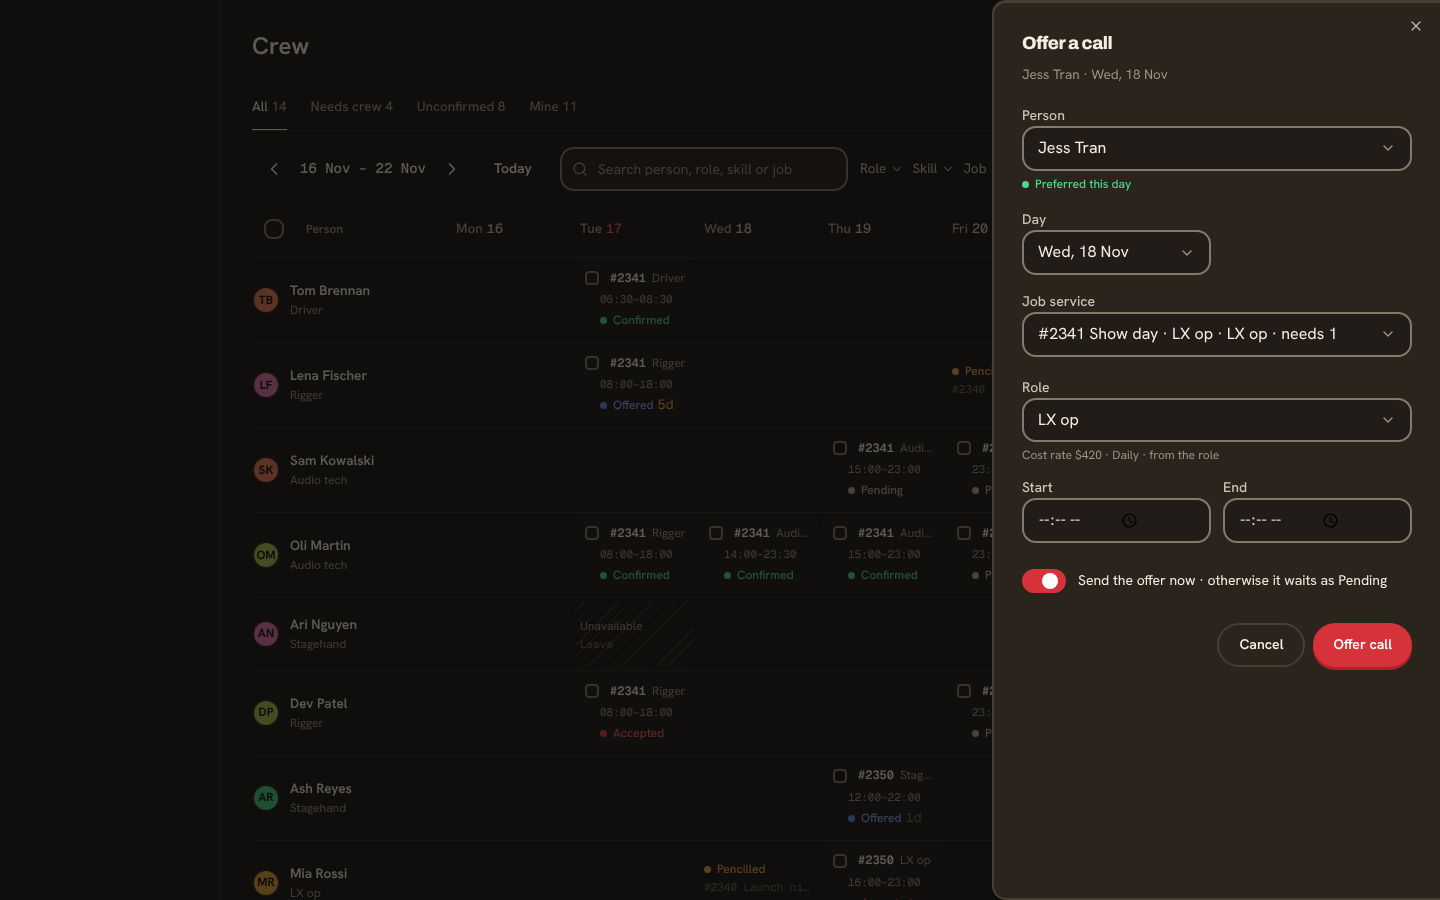 Crew
All 14 Needs crew 4 Unconfirmed 8 Mine 11
16 Nov – 22 Nov Today Search person, role, skill or job Role Skill Job
Person Mon 16 Tue 17 Wed 18 Thu 19 Fri 20
TB Tom Brennan
Driver
#2341 Driver
06:30–08:30
Confirmed
LF Lena Fischer
Rigger
#2341 Rigger
08:00–18:00
Offered 5d
Penci
#2340
SK Sam Kowalski
Audio tech
#2341 Audi...
15:00–23:00
Pending
#2
23:
P
OM Oli Martin
Audio tech
#2341 Rigger
08:00–18:00
Confirmed
#2341 Audi...
14:00–23:30
Confirmed
#2341 Audi...
15:00–23:00
Confirmed
#2
23:
P
AN Ari Nguyen
Stagehand
Unavailable
Leave
DP Dev Patel
Rigger
#2341 Rigger
08:00–18:00
Accepted
#2
23:
P
AR Ash Reyes
Stagehand
#2350 Stag...
12:00–22:00
Offered 1d
MR Mia Rossi
LX op
Pencilled
#2340 Launch ni...
#2350 LX op
16:00–23:00
Offer a call
Jess Tran · Wed, 18 Nov
Person
Jess Tran
Preferred this day
Day
Wed, 18 Nov
Job service
#2341 Show day · LX op · LX op · needs 1
Role
LX op
Cost rate $420 · Daily · from the role
Start End
--:-- -- --:-- --
Send the offer now · otherwise it waits as Pending
Cancel Offer call